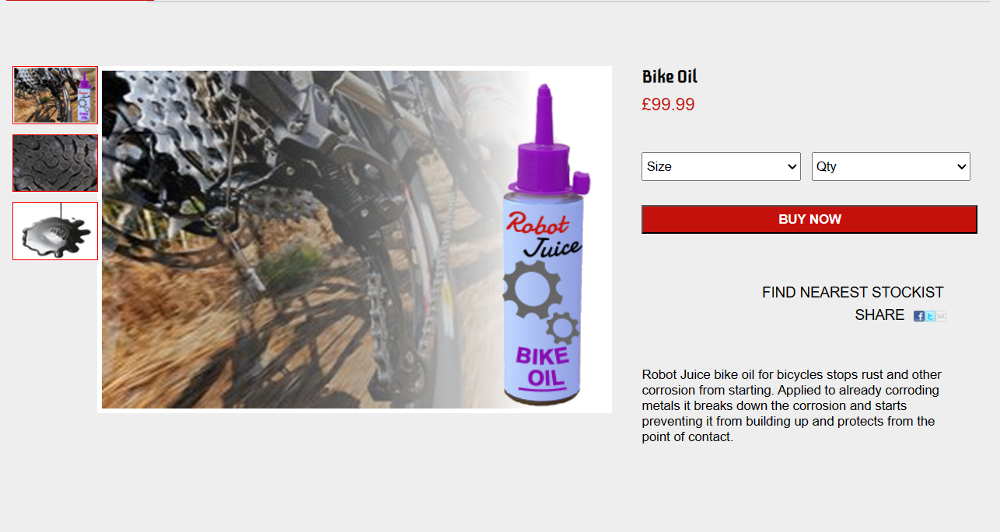 Bike Oil
£99.99
Size
Qty
BUY NOW
FIND NEAREST STOCKIST
SHARE
Robot Juice bike oil for bicycles stops rust and other
corrosion from starting. Applied to already corroding
metals it breaks down the corrosion and starts
preventing it from building up and protects from the
point of contact.
Robot
Juice
BIKE
OIL